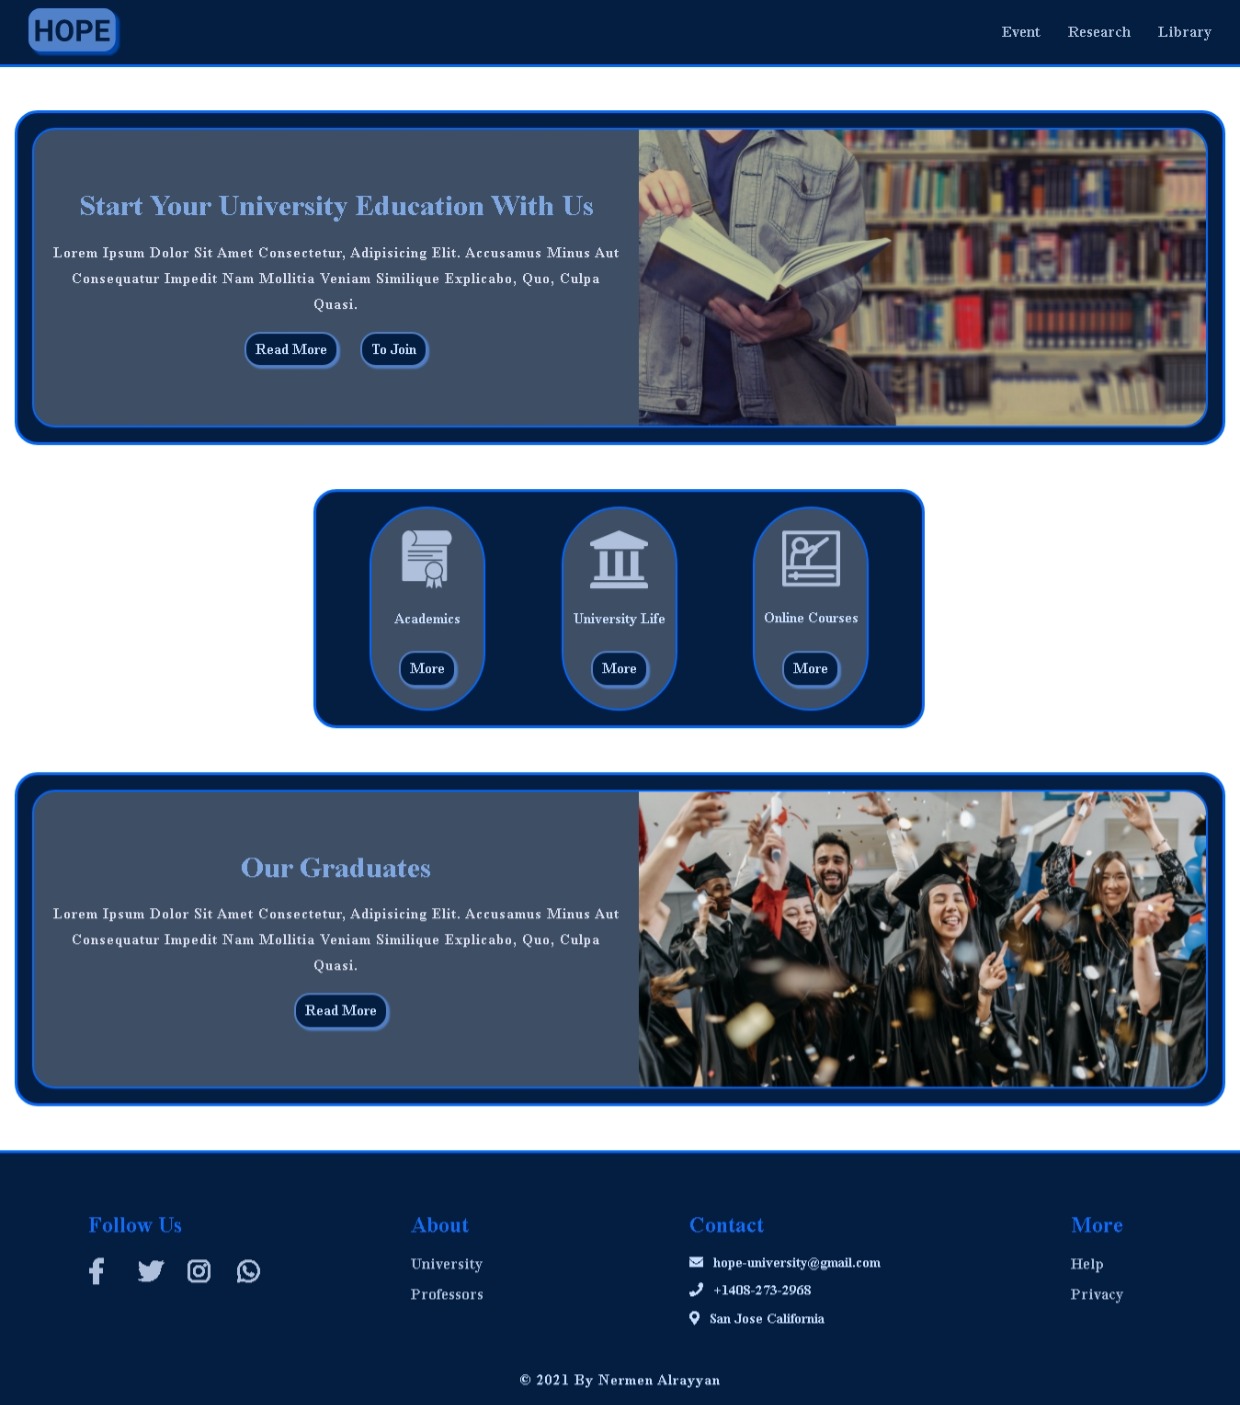 HOPE
Event Research Library
Start Your University Education With Us
Lorem Ipsum Dolor Sit Amet Consectetur, Adipisicing Elit. Accusamus Minus Aut
Consequatur Impedit Nam Mollitia Veniam Similique Explicabo, Quo, Culpa
Quasi.
Read More To Join
Academics
More
University Life
More
Online Courses
More
Our Graduates
Lorem Ipsum Dolor Sit Amet Consectetur, Adipisicing Elit. Accusamus Minus Aut
Consequatur Impedit Nam Mollitia Veniam Similique Explicabo, Quo, Culpa
Quasi.
Read More
Follow Us
About
University
Professors
Contact
hope-university@gmail.com
+1408-273-2968
San Jose California
More
Help
Privacy
© 2021 By Nermen Alrayyan